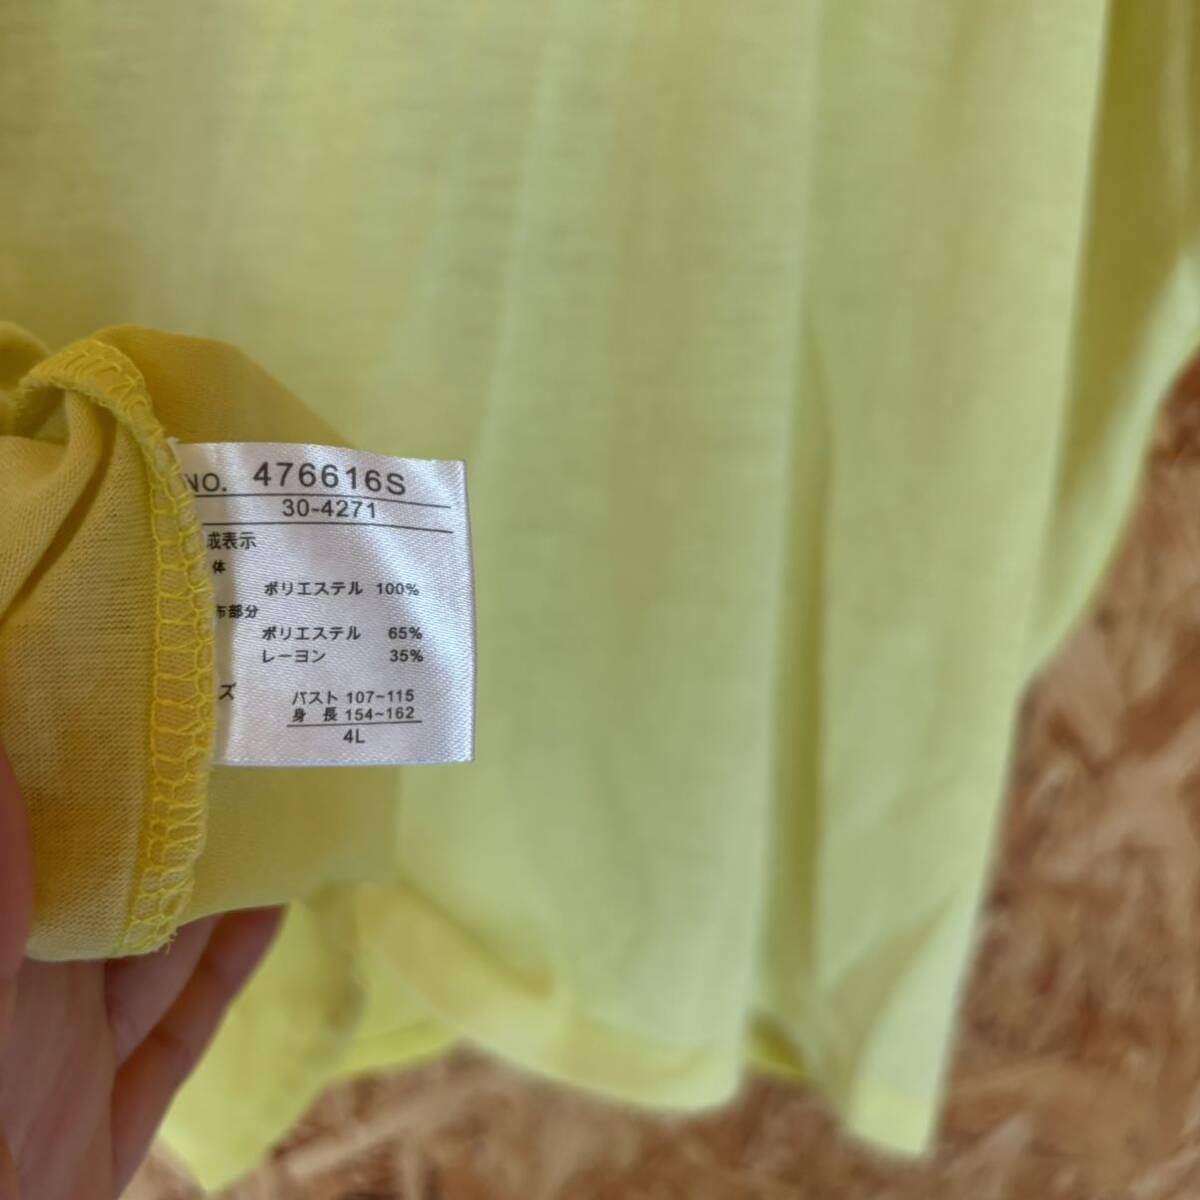 NO. 476616S
30-4271
成表示
体
ポリエステル 100%
布部分
ポリエステル 65%
レーヨン 35%
ズ
バスト 107~115
身 長 154~162
4L